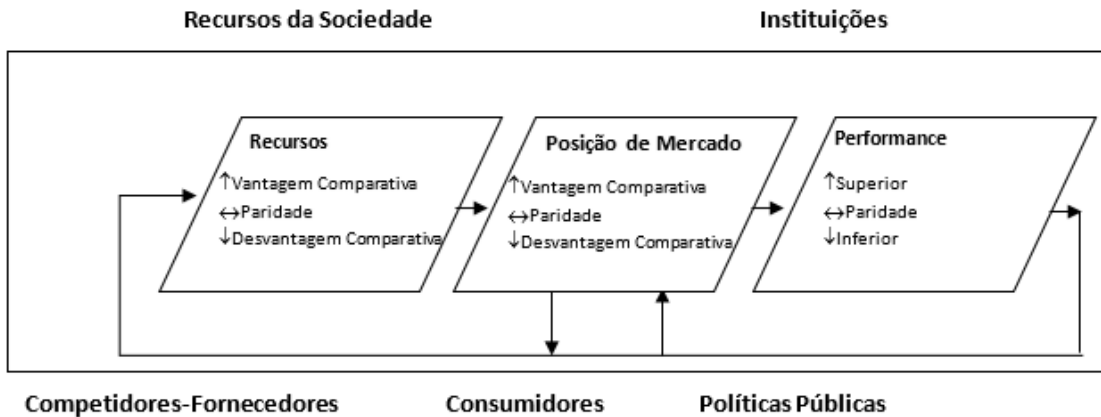 Recursos da Sociedade
Instituições
Recursos
↑Vantagem Comparativa
↔Paridade
↓Desvantagem Comparativa
Posição de Mercado
↑Vantagem Comparativa
↔Paridade
↓Desvantagem Comparativa
Performance
↑Superior
↔Paridade
↓Inferior
Competidores-Fornecedores
Consumidores
Políticas Públicas